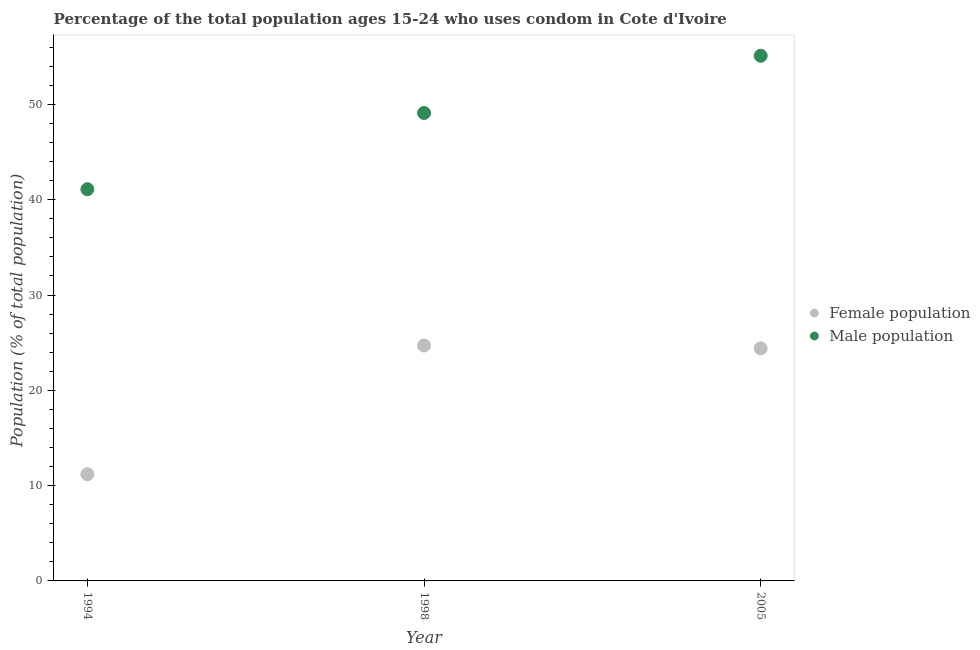 Percentage of the total population ages 15-24 who uses condom in Cote d'Ivoire
Population (% of total population)
50
40
30
20
10
0
1994
1998
2005
Year
Female population
Male population